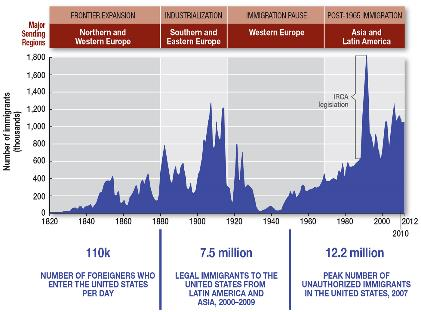 FRONTIER EXPANSION
INDUSTRIALIZATION
IMMIGRATION PAUSE
POST-1965 IMMIGRATION
Major
Sending
Regions
Northern and
Western Europe
Southern and
Eastern Europe
Western Europe
Asia and
Latin America
Number of immigrants
(thousands)
1,800
1,600
1,400
1,200
1,000
800
600
400
200
0
IRCA
legislation
1820
1840
1860
1880
1900
1920
1940
1960
1980
2000
2012
2010
110k
NUMBER OF FOREIGNERS WHO
ENTER THE UNITED STATES
PER DAY
7.5 million
LEGAL IMMIGRANTS TO THE
UNITED STATES FROM
LATIN AMERICA AND
ASIA, 2000–2009
12.2 million
PEAK NUMBER OF
UNAUTHORIZED IMMIGRANTS
IN THE UNITED STATES, 2007